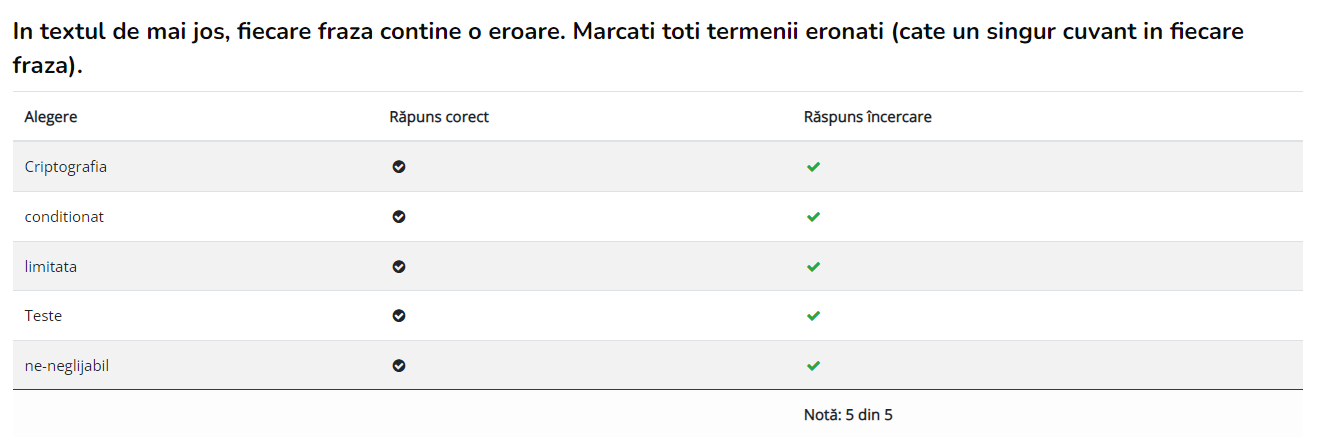 In textul de mai jos, fiecare fraza contine o eroare. Marcati toti termenii eronati (cate un singur cuvant in fiecare
fraza).
Alegere Răpuns corect Răspuns încercare
Criptografia
conditionat
limitata
Teste
ne-neglijabil
Notă: 5 din 5